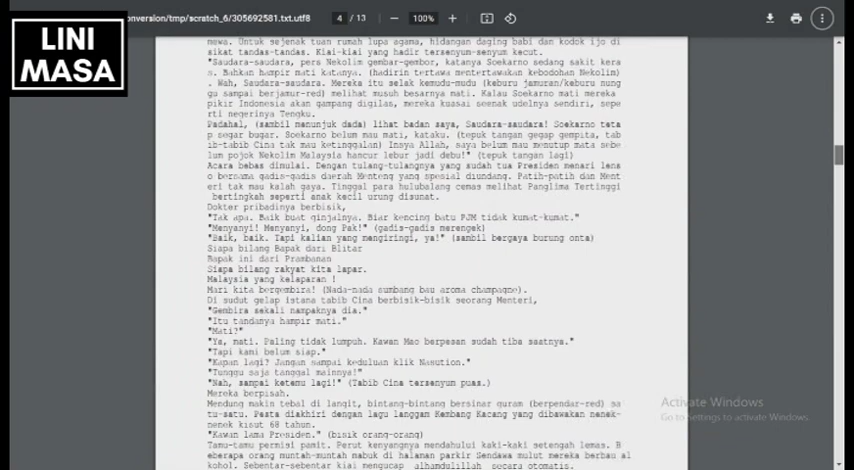 onversion/tmp/scratch_6/305692581.txt.utf8
4 / 13
100%
LINI
MASA
mewa. Untuk sejenak tuan rumah lupa agama, hidangan daging babi dan kodok ijo di
sikat tandas-tandas. Kiai-kiai yang hadir tersenyum-senyum kecut.
"Saudara-saudara, pers Nekolim gembar-gembor, katanya Soekarno sedang sakit kera
s. Bahkan hampir mati katanya. (hadirin tertawa mentertawakan kebodohan Nekolim)
. Wah, Saudara-saudara. Mereka itu selak kemudu-mudu (keburu jamuran/keburu nung
gu sampai berjamur-red) melihat musuh besarnya mati. Kalau Soekarno mati mereka
pikir Indonesia akan gampang digilas, mereka kuasai seenak udelnya sendiri, sepe
rti negerinya Tengku.
Padahal, (sambil menunjuk dada) lihat badan saya, Saudara-saudara! Soekarno teta
p segar bugar. Soekarno belum mau mati, kataku. (tepuk tangan gegap gempita, tab
ib-tabib Cina tak mau ketinggalan) Insya Allah, saya belum mau menutup mata sebe
lum pojok Nekolim Malaysia hancur lebur jadi debu!" (tepuk tangan lagi)
Acara bebas dimulai. Dengan tulang-tulangnya yang sudah tua Presiden menari lens
o bernama gadis-gadis daerah Menteng yang spesial diundang. Patih-patih dan Ment
eri tak mau kalah gaya. Tinggal para hulubalang cemas melihat Panglima Tertinggi
bertingkah seperti anak kecil urung disunat.
Dokter pribadinya berbisik,
"Tak apa. Baik buat ginjalnya. Biar kencing batu PJM tidak kumat-kumat."
"Menyanyi! Menyanyi, dong Pak!" (gadis-gadis merengek)
"Baik, baik. Tapi kalian yang mengiringi, ya!" (sambil bergaya burung onta)
Siapa bilang Bapak dari Blitar
Bapak ini dari Prambanan
Siapa bilang rakyat kita lapar.
Malaysia yang kelaparan !
Mari kita bergembira! (Nada-nada sumbang bau aroma champagne).
Di sudut gelap istana tabib Cina berbisik-bisik seorang Menteri,
"Gembira sekali nampaknya dia."
"Itu tandanya hampir mati."
"Mati?"
"Ya, mati. Paling tidak lumpuh. Kawan Mao berpesan sudah tiba saatnya."
"Tapi kami belum siap."
"Kapan lagi? Jangan sampai keduluan klik Nasution."
"Tunggu saja tanggal mainnya!"
"Nah, sampai ketemu lagi!" (Tabib Cina tersenyum puas.)
Mereka berpisah.
Mendung makin tebal di langit, bintang-bintang bersinar guram (berpendar-red) sa
tu-satu. Pesta diakhiri dengan lagu langgam Kembang Kacang yang dibawakan nenek-
nenek kisut 68 tahun.
"Kawan lama Presiden." (bisik orang-orang)
Tamu-tamu permisi pamit. Perut kenyangnya mendahului kaki-kaki setengah lemas. B
eberapa orang muntah-muntah mabuk di halaman parkir Sendawa mulut mereka berbau al
kohol. Sebentar-sebentar kiai mengucap alhamdulillah secara otomatis.
Activate Windows
Go to Settings to activate Windows.